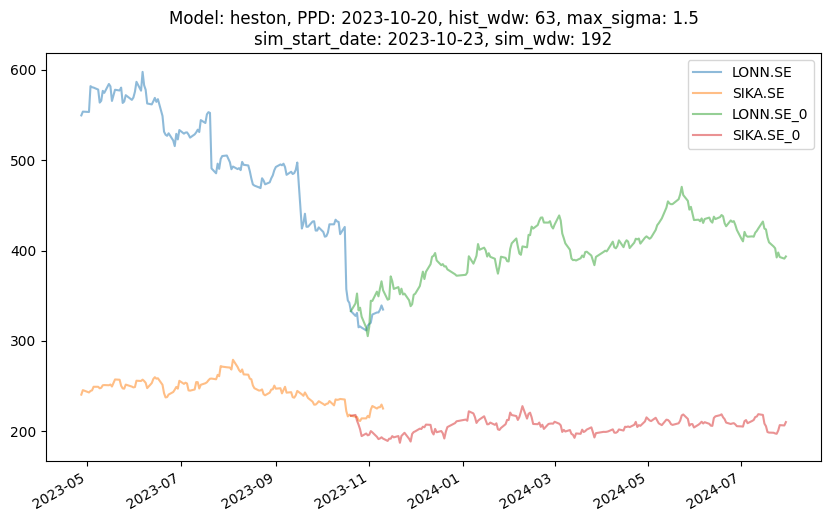 Model: heston, PPD: 2023-10-20, hist_wdw: 63, max_sigma: 1.5
sim_start_date: 2023-10-23, sim_wdw: 192
LONN.SE
SIKA.SE
LONN.SE_0
SIKA.SE_0
600
500
400
300
200
2023-05
2023-07
2023-09
2023-11
2024-01
2024-03
2024-05
2024-07